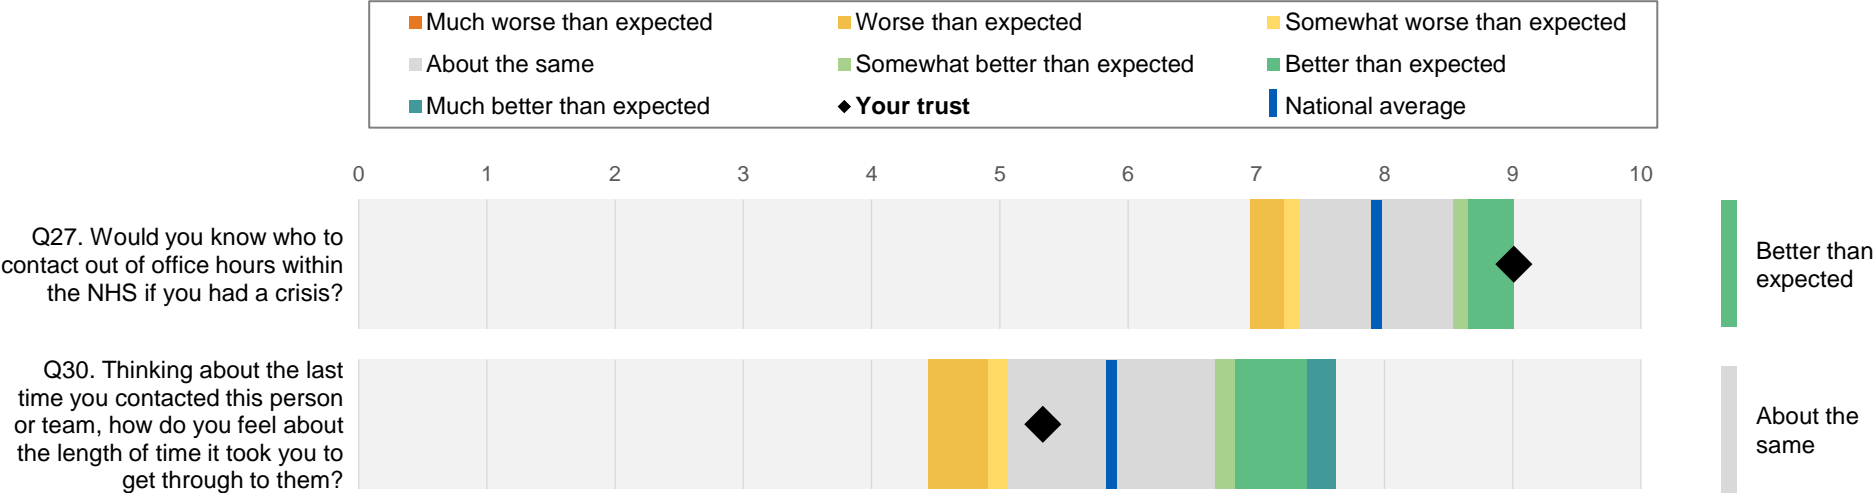 Much worse than expected
Worse than expected
Somewhat worse than expected
About the same
Somewhat better than expected
Better than expected
Much better than expected
Your trust
National average
0 1 2 3 4 5 6 7 8 9 10
Q27. Would you know who to
contact out of office hours within
the NHS if you had a crisis?
Better than
expected
Q30. Thinking about the last
time you contacted this person
or team, how do you feel about
the length of time it took you to
get through to them?
About the
same